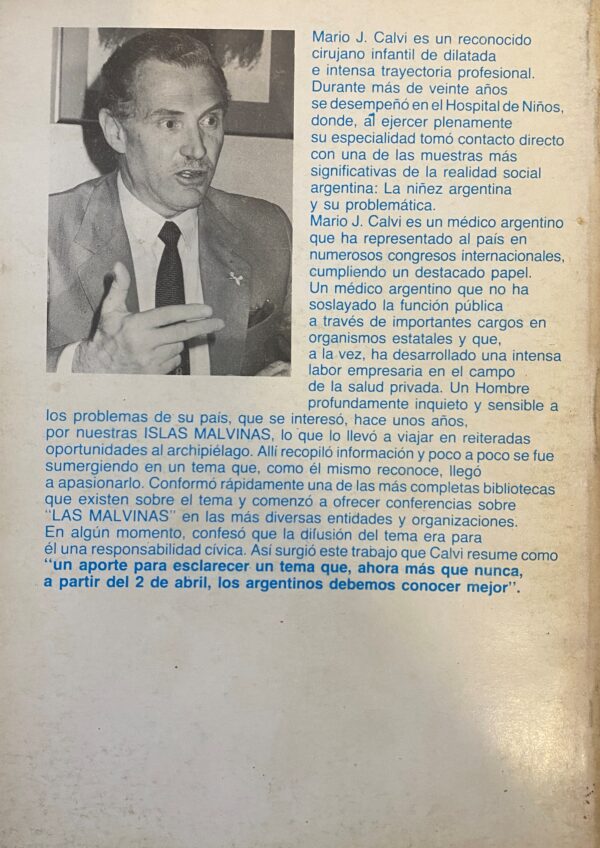 Mario J. Calvi es un reconocido
cirujano infantil de dilatada
e intensa trayectoria profesional.
Durante más de veinte años
se desempeñó en el Hospital de Niños,
donde, al ejercer plenamente
su especialidad tomó contacto directo
con una de las muestras más
significativas de la realidad social
argentina: La niñez argentina
y su problemática.
Mario J. Calvi es un médico argentino
que ha representado al país en
numerosos congresos internacionales,
cumpliendo un destacado papel.
Un médico argentino que no ha
soslayado la función pública
a través de importantes cargos en
organismos estatales y que,
a la vez, ha desarrollado una intensa
labor empresaria en el campo
de la salud privada. Un Hombre
profundamente inquieto y sensible a
los problemas de su país, que se interesó, hace unos años,
por nuestras ISLAS MALVINAS, lo que lo llevó a viajar en reiteradas
oportunidades al archipiélago. Allí recopiló información y poco a poco se fue
sumergiendo en un tema que, como él mismo reconoce, llegó
a apasionarlo. Conformó rápidamente una de las más completas bibliotecas
que existen sobre el tema y comenzó a ofrecer conferencias sobre
"LAS MALVINAS" en las más diversas entidades y organizaciones.
En algún momento, confesó que la difusión del tema era para
él una responsabilidad cívica. Así surgió este trabajo que Calvi resume como
"un aporte para esclarecer un tema que, ahora más que nunca,
a partir del 2 de abril, los argentinos debemos conocer mejor".